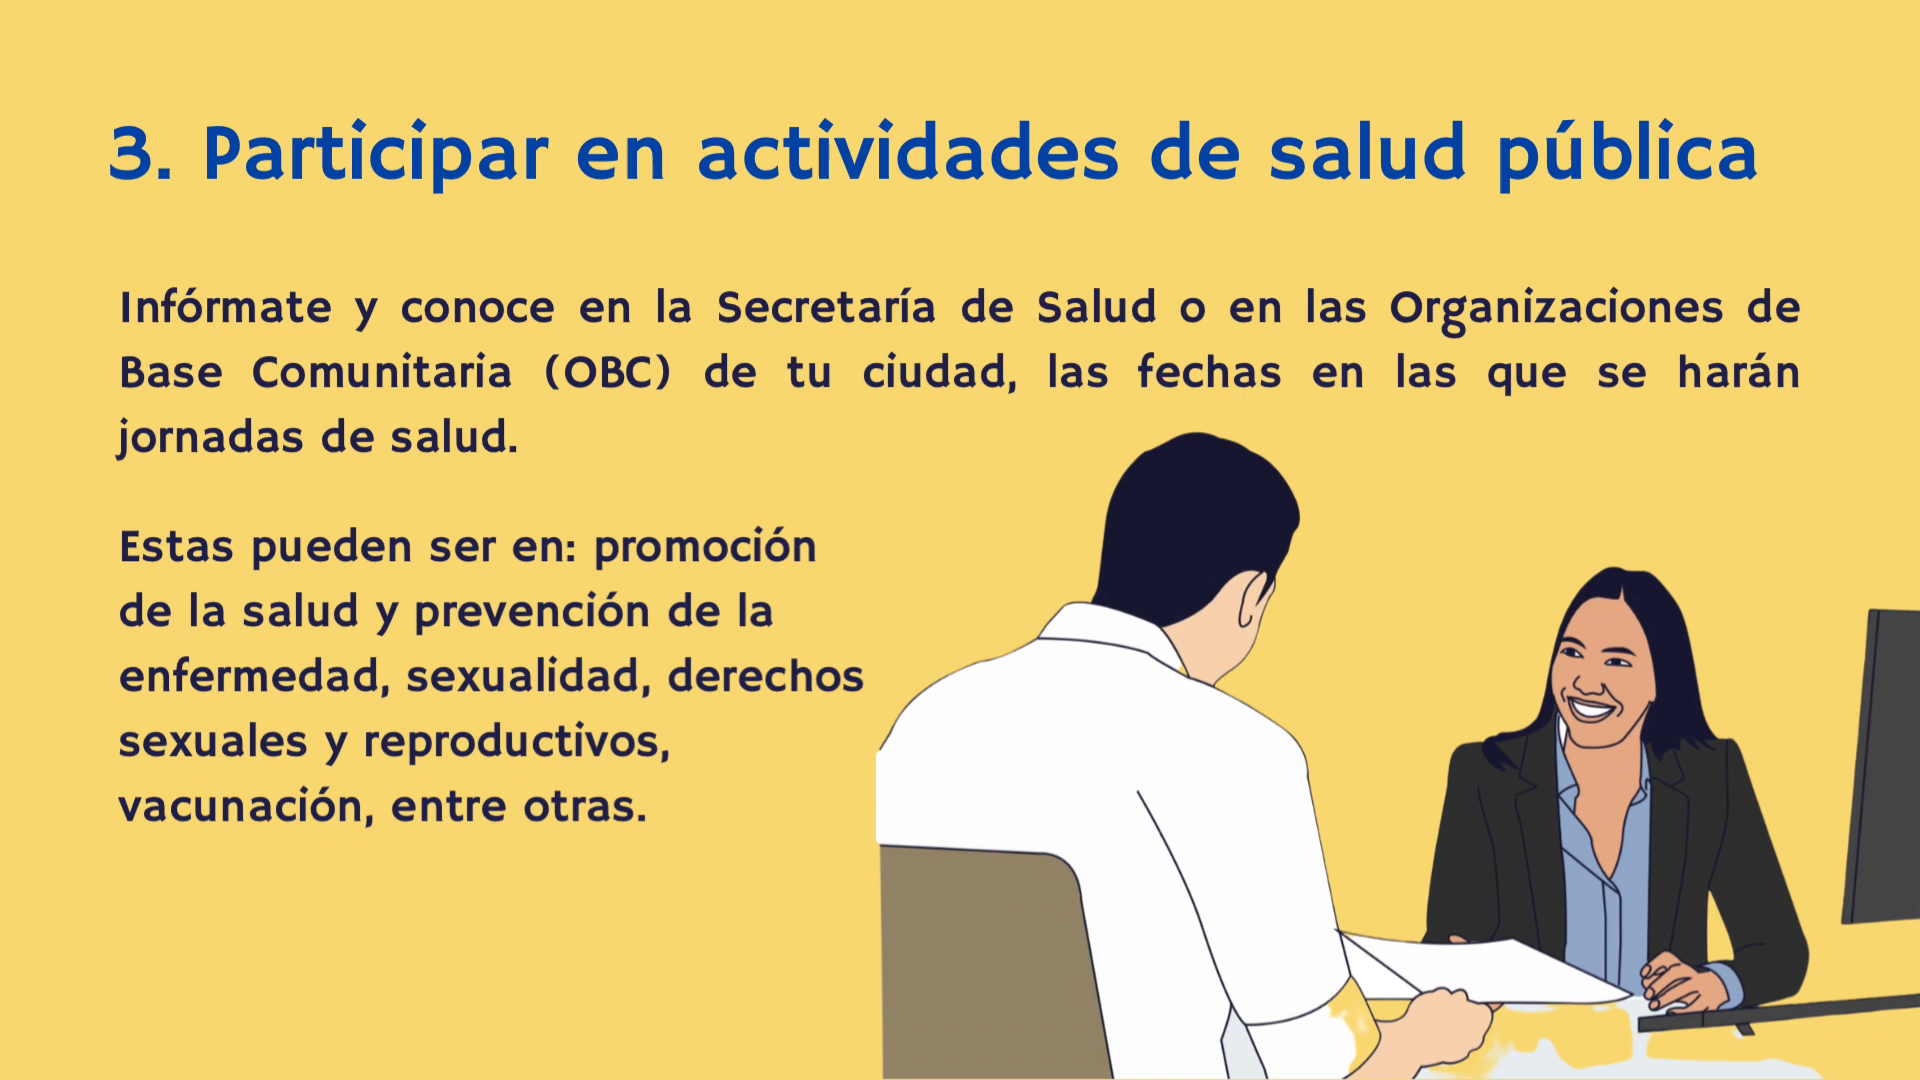 3. Participar en actividades de salud pública
Infórmate y conoce en la Secretaría de Salud o en las Organizaciones de
Base Comunitaria (OBC) de tu ciudad, las fechas en las que se harán
jornadas de salud.
Estas pueden ser en: promoción
de la salud y prevención de la
enfermedad, sexualidad, derechos
sexuales y reproductivos,
vacunación, entre otras.